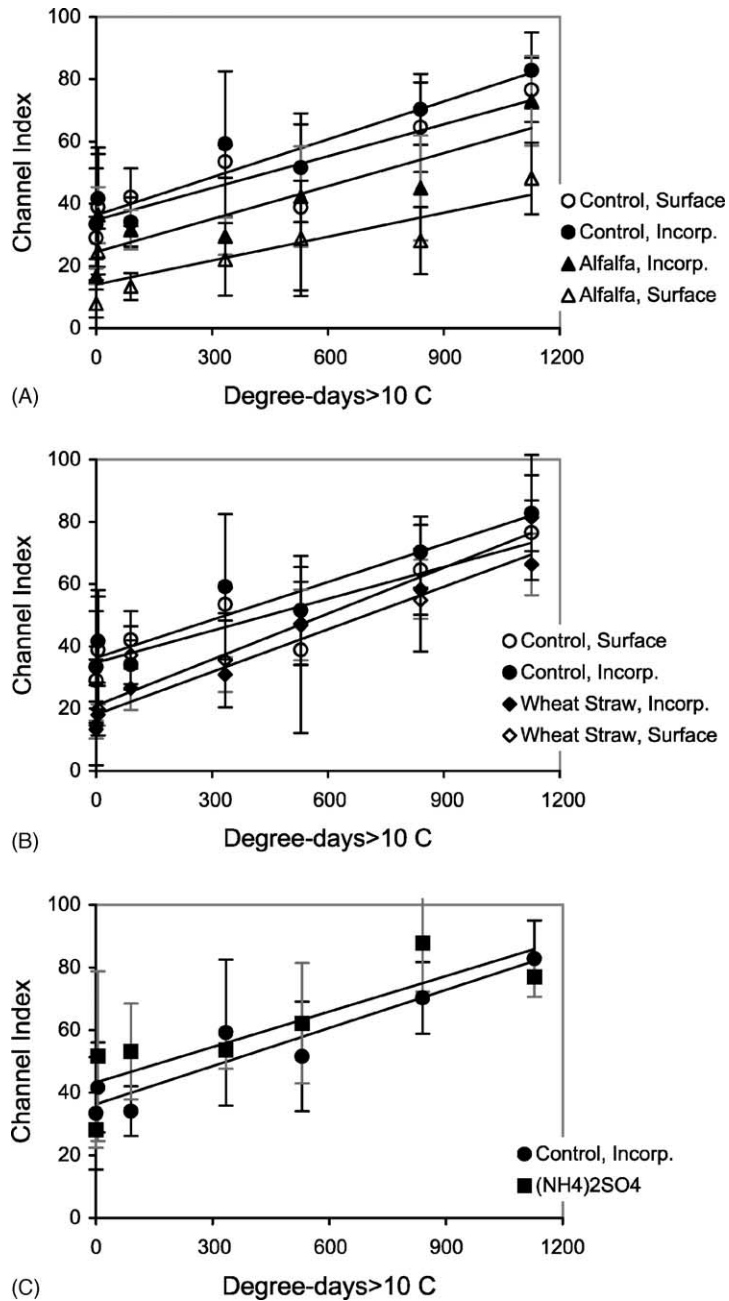 100
80
60
40
20
0
Channel Index
0 300 600 900 1200
Degree-days>10 C
Control, Surface
Control, Incorp.
Alfalfa, Incorp.
Alfalfa, Surface
(A)
100
80
60
40
20
0
Channel Index
0 300 600 900 1200
Degree-days>10 C
Control, Surface
Control, Incorp.
Wheat Straw, Incorp.
Wheat Straw, Surface
(B)
100
80
60
40
20
0
Channel Index
0 300 600 900 1200
Degree-days>10 C
Control, Incorp.
(NH4)2SO4
(C)